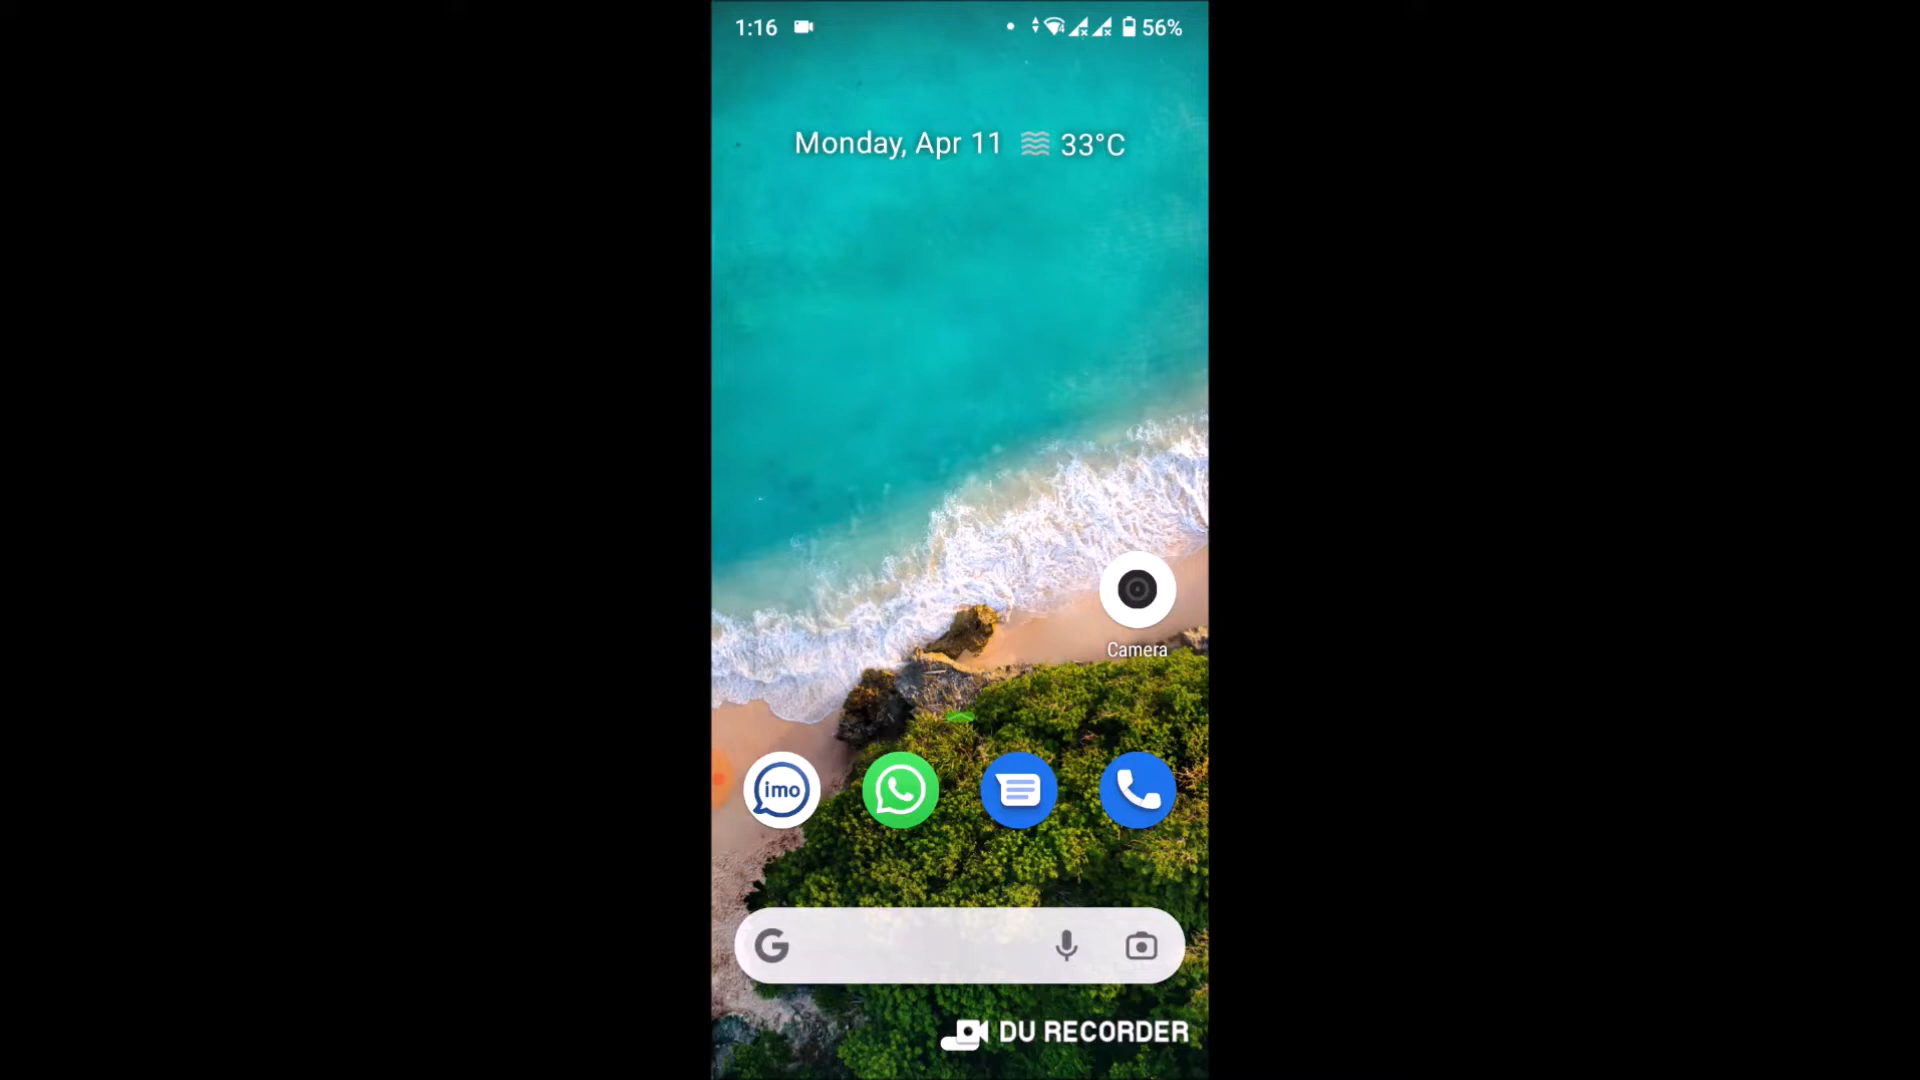 1:16 56%
Monday, Apr 11 33°C
Camera
imo
G
DU RECORDER